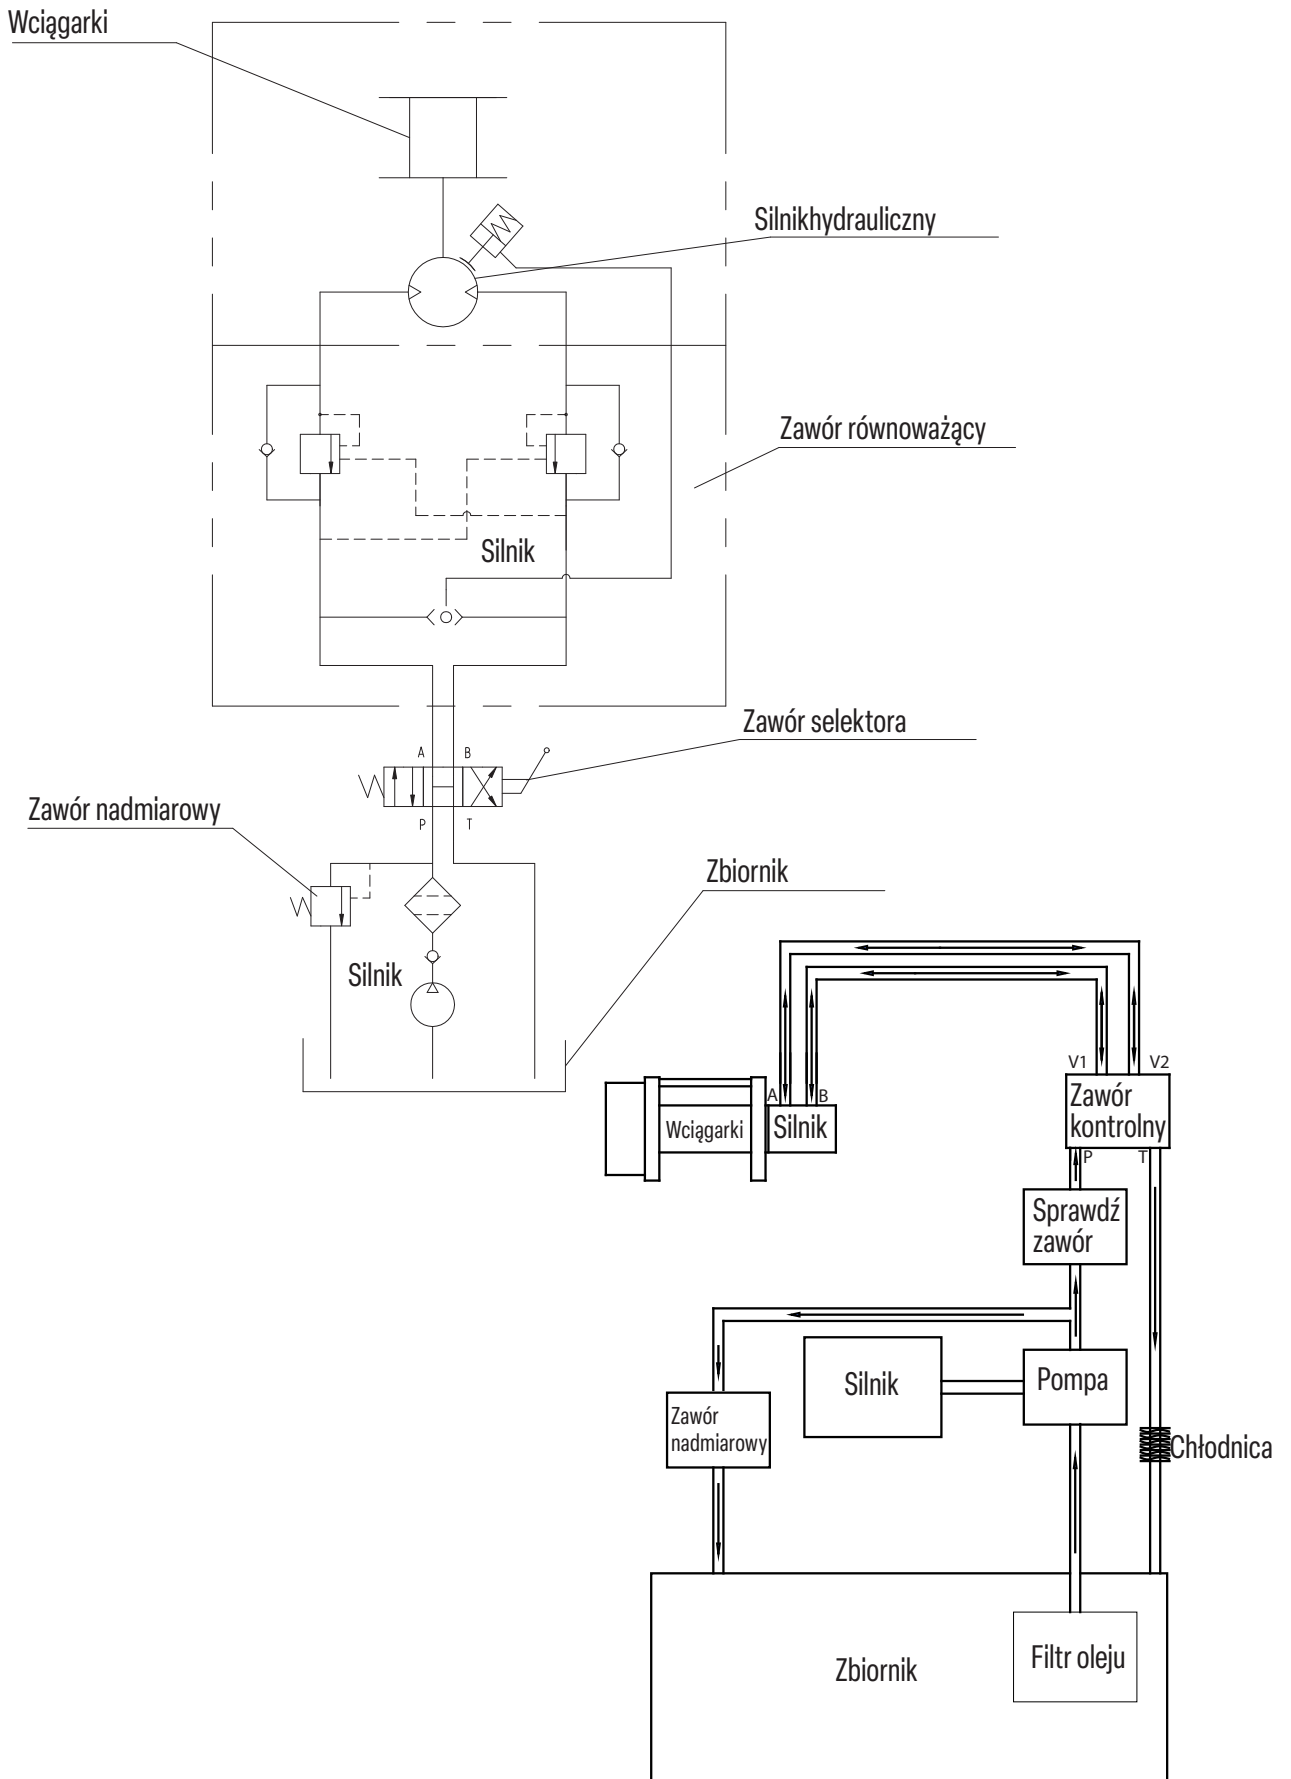 Wciągarki
Silnikhydrauliczny
Zawór równoważący
Silnik
Zawór selektora
A B
Zawór nadmiarowy
P T
Zbiornik
Silnik
V1 V2
A B
Zawór
kontrolny
Wciągarki
Silnik
P T
Sprawdź
zawór
Silnik
Pompa
Zawór
nadmiarowy
Chłodnica
Filtr oleju
Zbiornik